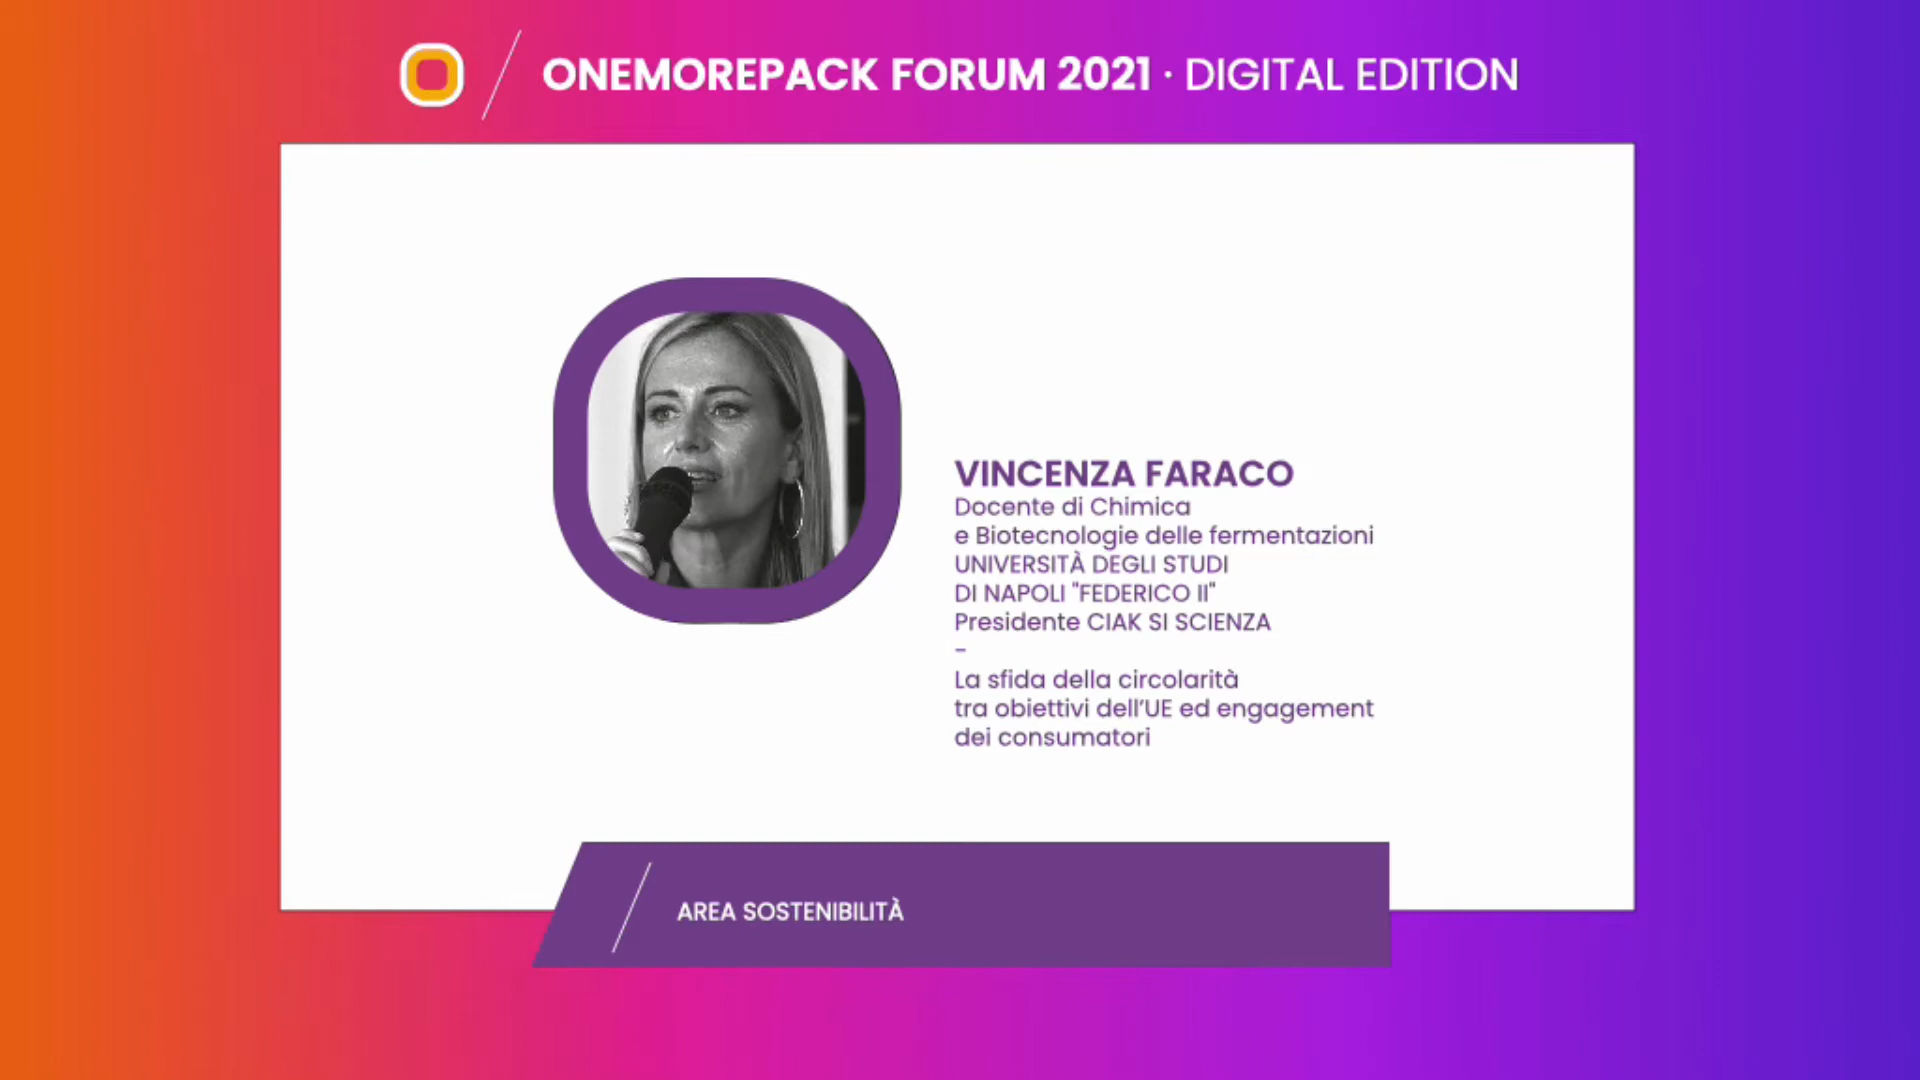 ONEMOREPACK FORUM 2021 · DIGITAL EDITION
VINCENZA FARACO
Docente di Chimica
e Biotecnologie delle fermentazioni
UNIVERSITÀ DEGLI STUDI
DI NAPOLI "FEDERICO II"
Presidente CIAK SI SCIENZA
-
La sfida della circolarità
tra obiettivi dell’UE ed engagement
dei consumatori
AREA SOSTENIBILITÀ